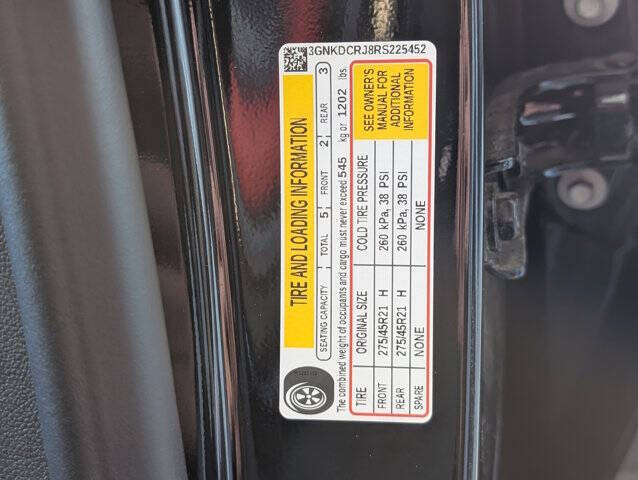 3GNKDCRJ8RS225452
TIRE AND LOADING INFORMATION
SEATING CAPACITY | TOTAL 5 | FRONT 2 | REAR 3
The combined weight of occupants and cargo must never exceed 545 kg or 1202 lbs.
TIRE ORIGINAL SIZE COLD TIRE PRESSURE
FRONT 275/45R21 H 260 kPa, 38 PSI
REAR 275/45R21 H 260 kPa, 38 PSI
SPARE NONE NONE
SEE OWNER'S
MANUAL FOR
ADDITIONAL
INFORMATION